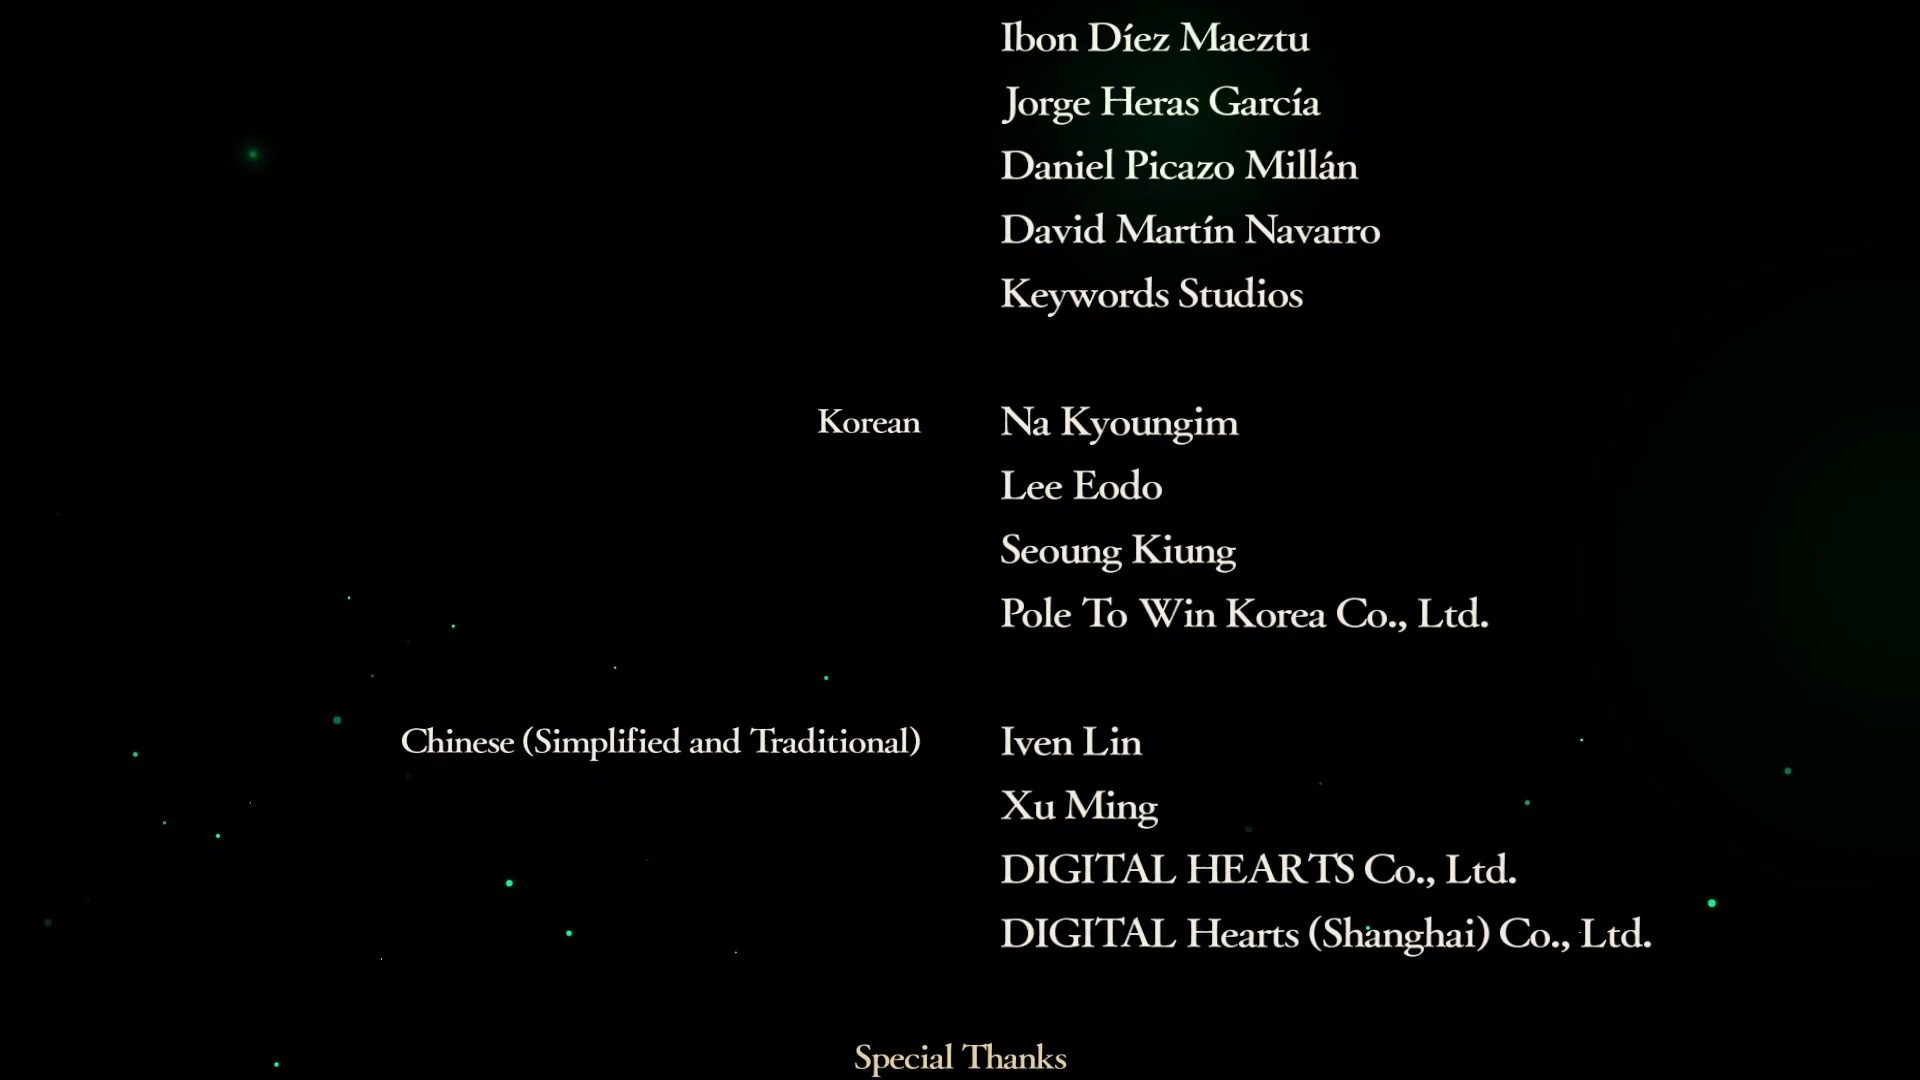 Ibon Díez Maeztu
Jorge Heras García
Daniel Picazo Millán
David Martín Navarro
Keywords Studios
Korean Na Kyoungim
Lee Eodo
Seoung Kiung
Pole To Win Korea Co., Ltd.
Chinese (Simplified and Traditional) Iven Lin
Xu Ming
DIGITAL HEARTS Co., Ltd.
DIGITAL Hearts (Shanghai) Co., Ltd.
Special Thanks